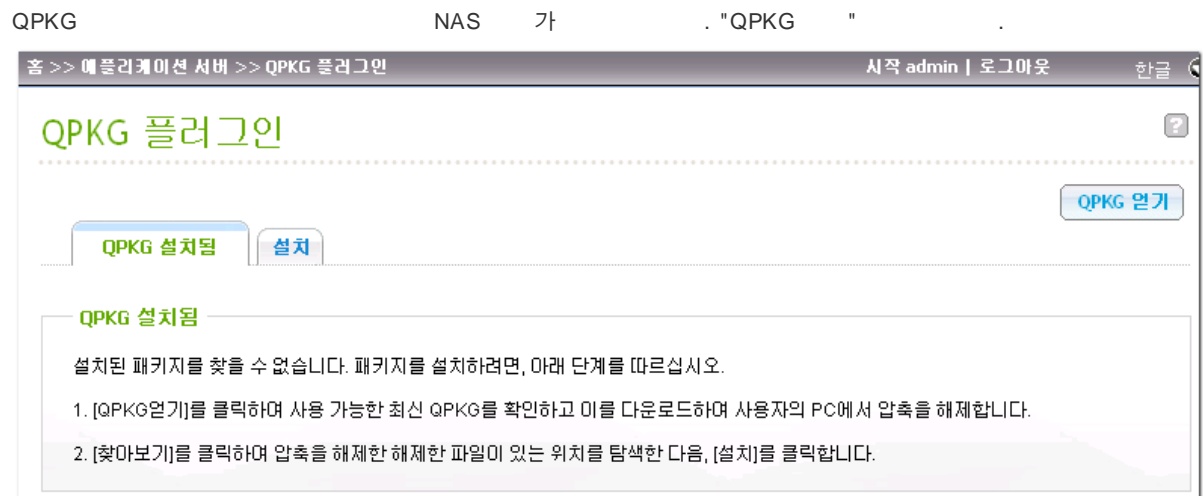 QPKG NAS 가 . "QPKG " .
홈 >> 애플리케이션 서버 >> QPKG 플러그인 시작 admin | 로그아웃 한글
QPKG 플러그인
?
QPKG 얻기
QPKG 설치됨 설치
QPKG 설치됨
설치된 패키지를 찾을 수 없습니다. 패키지를 설치하려면, 아래 단계를 따르십시오.
1. [QPKG얻기]를 클릭하여 사용 가능한 최신 QPKG를 확인하고 이를 다운로드하여 사용자의 PC에서 압축을 해제합니다.
2. [찾아보기]를 클릭하여 압축을 해제한 해제한 파일이 있는 위치를 탐색한 다음, [설치]를 클릭합니다.